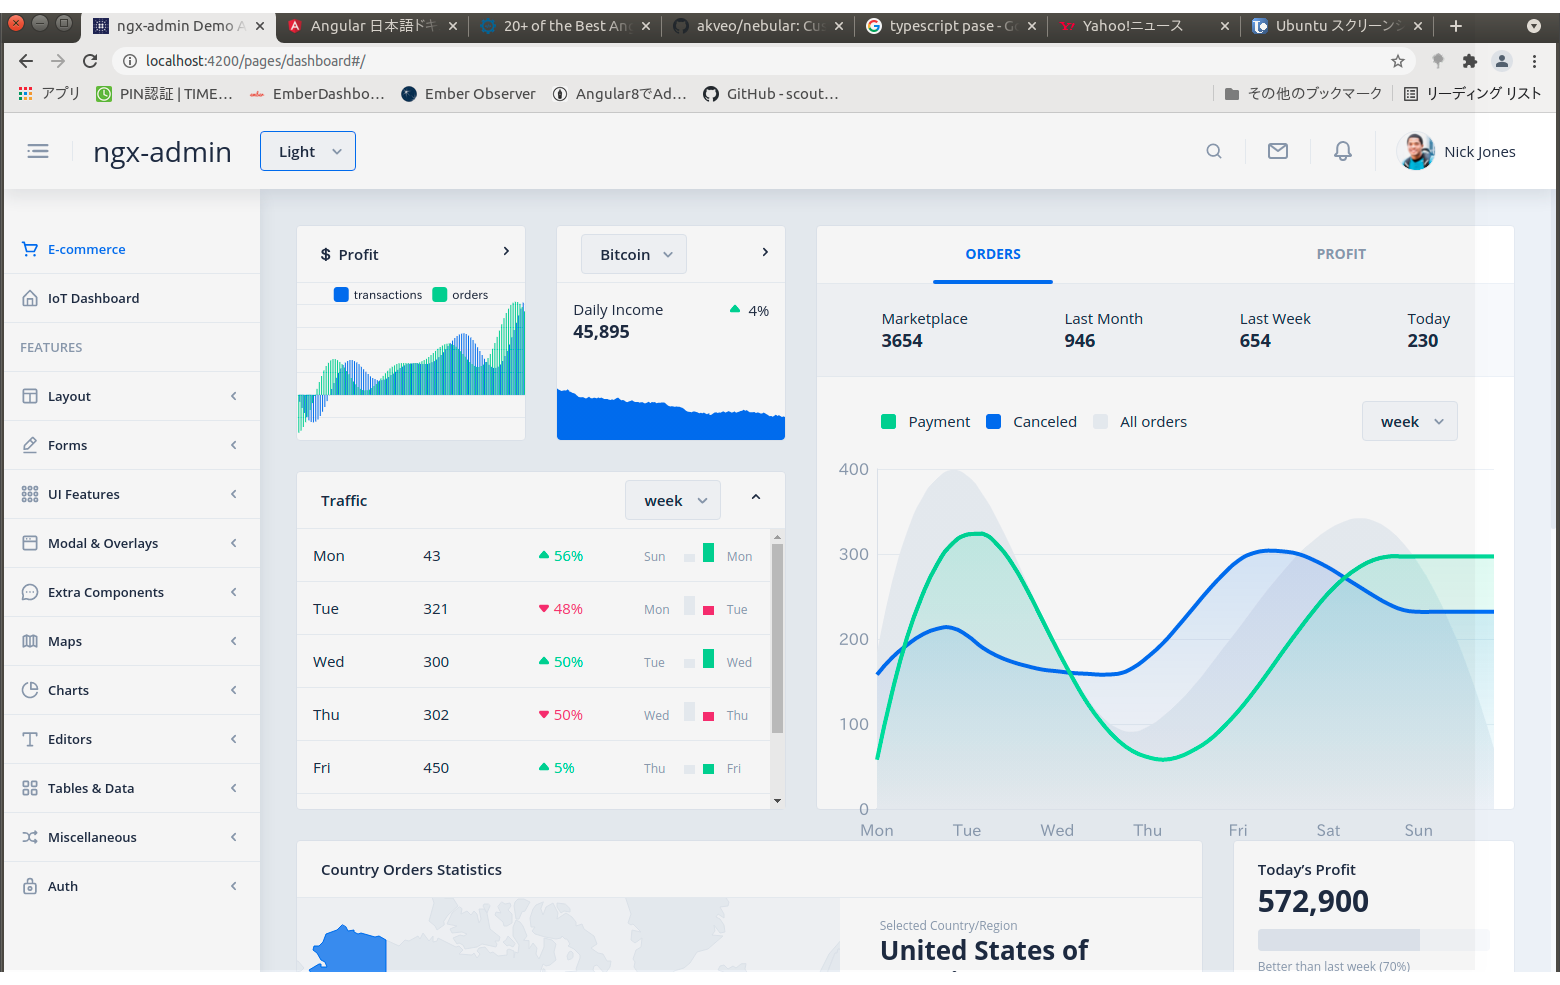 ngx-admin Demo A
Angular 日本語ドキ
20+ of the Best An
akveo/nebular: Cus
typescript pase - G
Yahoo!ニュース
Ubuntu スクリーン
localhost:4200/pages/dashboard#/
アプリ
PIN認証 | TIME...
EmberDashbo...
Ember Observer
Angular8でAd...
GitHub - scout...
その他のブックマーク
リーディング リスト
ngx-admin
Light
Nick Jones
E-commerce
IoT Dashboard
FEATURES
Layout
Forms
UI Features
Modal & Overlays
Extra Components
Maps
Charts
Editors
Tables & Data
Miscellaneous
Auth
$ Profit
transactions orders
Bitcoin
Daily Income 4%
45,895
Traffic week
Mon 43 56% Sun Mon
Tue 321 48% Mon Tue
Wed 300 50% Tue Wed
Thu 302 50% Wed Thu
Fri 450 5% Thu Fri
ORDERS PROFIT
Marketplace Last Month Last Week Today
3654 946 654 230
Payment Canceled All orders week
400
300
200
100
0
Mon Tue Wed Thu Fri Sat Sun
Country Orders Statistics
Selected Country/Region
United States of
Today's Profit
572,900
Better than last week (70%)